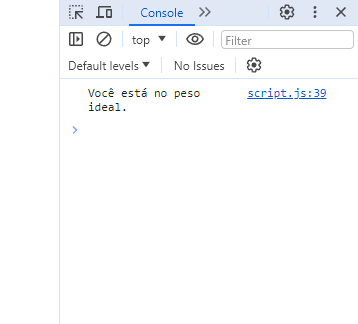 Console
top
Filter
Default levels
No Issues
Você está no peso script.js:39
ideal.